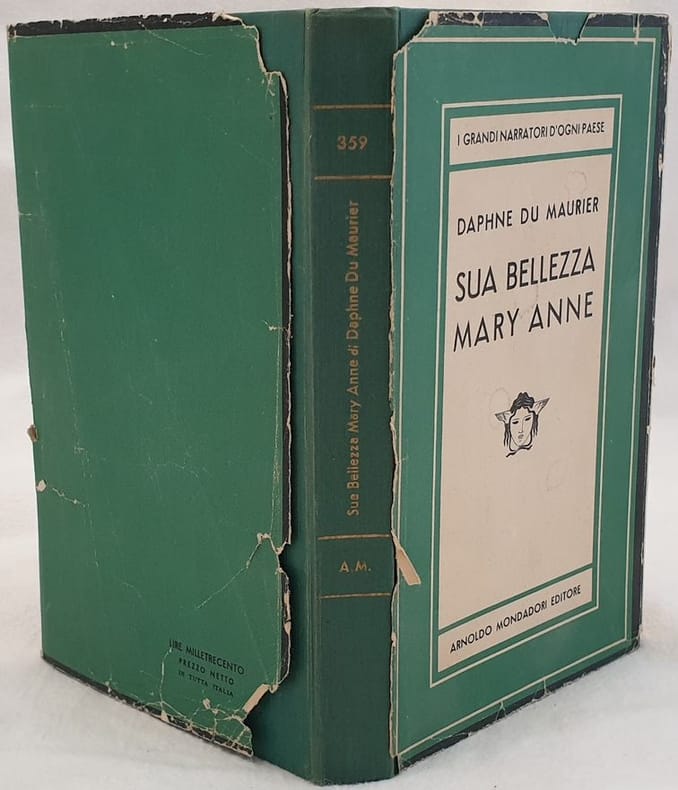 LIRE MILLETRECENTO
PREZZO NETTO
IN TUTTA ITALIA
359
Sua Bellezza Mary Anne di Daphne Du Maurier
A.M.
I GRANDI NARRATORI D'OGNI PAESE
DAPHNE DU MAURIER
SUA BELLEZZA
MARY ANNE
ARNOLDO MONDADORI EDITORE